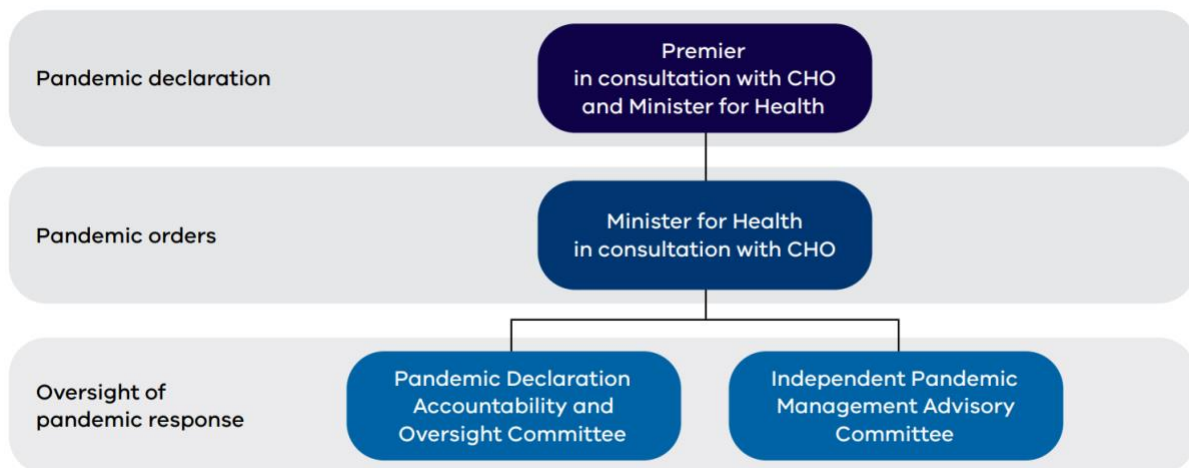 Pandemic declaration
Premier
in consultation with CHO
and Minister for Health
Pandemic orders
Minister for Health
in consultation with CHO
Oversight of
pandemic response
Pandemic Declaration
Accountability and
Oversight Committee
Independent Pandemic
Management Advisory
Committee